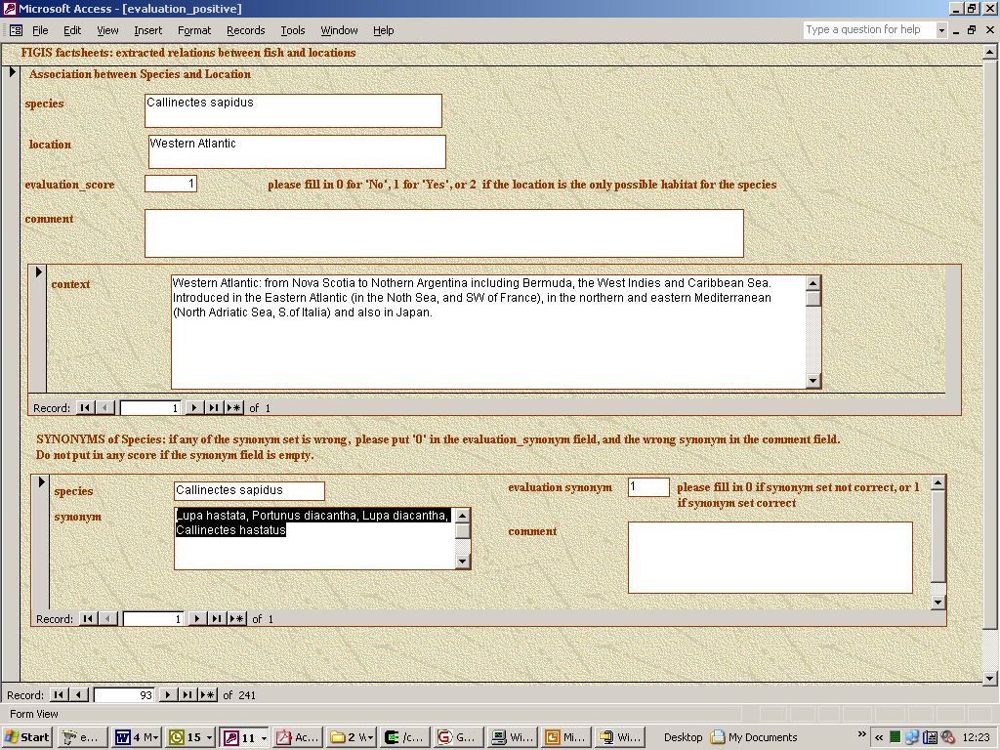 Microsoft Access - [evaluation_positive]
File Edit View Insert Format Records Tools Window Help
Type a question for help
FIGIS factsheets: extracted relations between fish and locations
Association between Species and Location
species
Callinectes sapidus
location
Western Atlantic
evaluation_score
1
please fill in 0 for 'No', 1 for 'Yes', or 2 if the location is the only possible habitat for the species
comment
context
Western Atlantic: from Nova Scotia to Nothern Argentina including Bermuda, the West Indies and Caribbean Sea.
Introduced in the Eastern Atlantic (in the Noth Sea, and SW of France), in the northern and eastern Mediterranean
(North Adriatic Sea, S.of Italia) and also in Japan.
Record: 1 of 1
SYNONYMS of Species: if any of the synonym set is wrong, please put '0' in the evaluation_synonym field, and the wrong synonym in the comment field.
Do not put in any score if the synonym field is empty.
species
Callinectes sapidus
evaluation synonym
1
please fill in 0 if synonym set not correct, or 1
if synonym set correct
synonym
Lupa hastata, Portunus diacantha, Lupa diacantha,
Callinectes hastatus
comment
Record: 1 of 1
Record: 93 of 241
Form View
Start e... 4 M 15 11 Ac... 2 W /c... G... Wi... Mi... Wi... Desktop My Documents » « 12:23